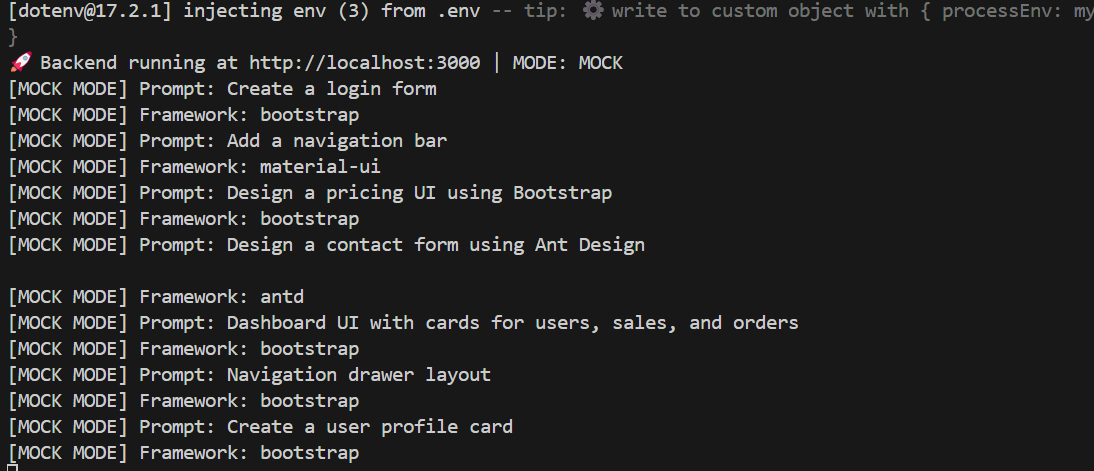 [dotenv@17.2.1] injecting env (3) from .env -- tip: ⚙️ write to custom object with { processEnv: my
}
🚀 Backend running at http://localhost:3000 | MODE: MOCK
[MOCK MODE] Prompt: Create a login form
[MOCK MODE] Framework: bootstrap
[MOCK MODE] Prompt: Add a navigation bar
[MOCK MODE] Framework: material-ui
[MOCK MODE] Prompt: Design a pricing UI using Bootstrap
[MOCK MODE] Framework: bootstrap
[MOCK MODE] Prompt: Design a contact form using Ant Design
[MOCK MODE] Framework: antd
[MOCK MODE] Prompt: Dashboard UI with cards for users, sales, and orders
[MOCK MODE] Framework: bootstrap
[MOCK MODE] Prompt: Navigation drawer layout
[MOCK MODE] Framework: bootstrap
[MOCK MODE] Prompt: Create a user profile card
[MOCK MODE] Framework: bootstrap